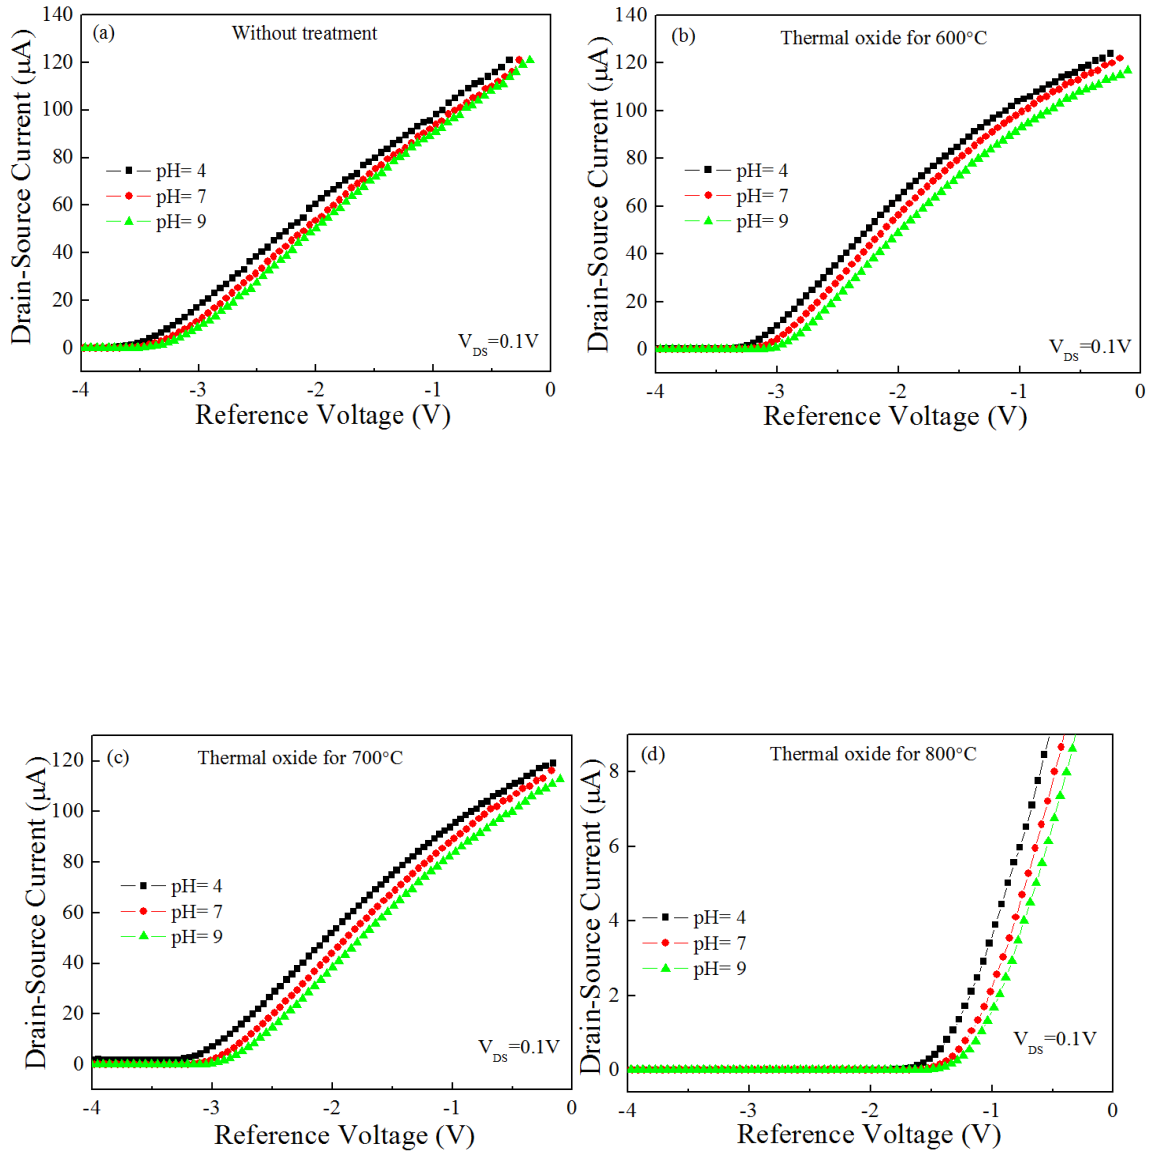 (a)
Without treatment
Drain-Source Current (μA)
140
120
100
80
60
40
20
0
pH= 4
pH= 7
pH= 9
V_DS=0.1V
-4 -3 -2 -1 0
Reference Voltage (V)
(b)
Thermal oxide for 600°C
Drain-Source Current (μA)
140
120
100
80
60
40
20
0
pH= 4
pH= 7
pH= 9
V_DS=0.1V
-4 -3 -2 -1 0
Reference Voltage (V)
(c)
Thermal oxide for 700°C
Drain-Source Current (μA)
120
100
80
60
40
20
0
pH= 4
pH= 7
pH= 9
V_DS=0.1V
-4 -3 -2 -1 0
Reference Voltage (V)
(d)
Thermal oxide for 800°C
Drain-Source Current (μA)
8
6
4
2
0
pH= 4
pH= 7
pH= 9
V_DS=0.1V
-4 -3 -2 -1 0
Reference Voltage (V)